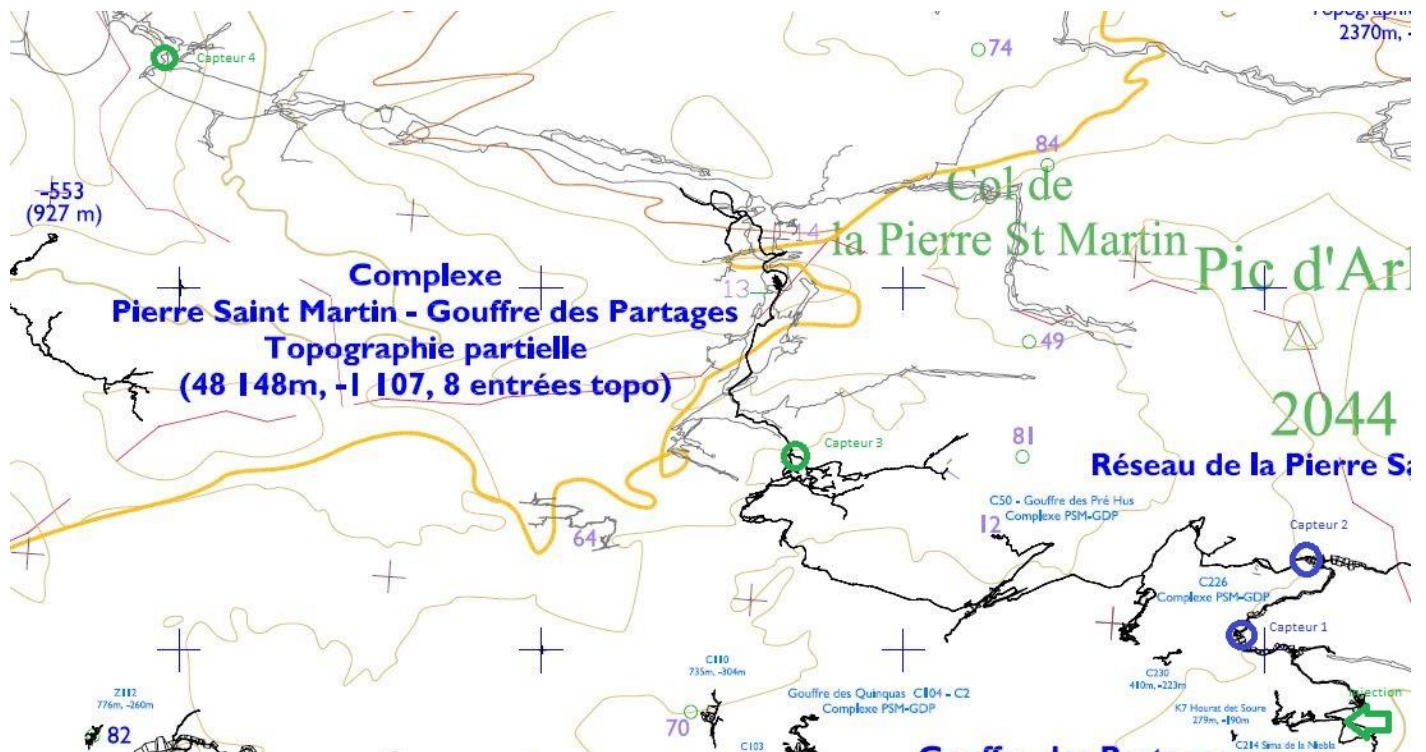 2370m, -
74
Capteur 4
84
Col de
la Pierre St Martin
-553
(927 m)
14
Pic d'Arl
Complexe
Pierre Saint Martin - Gouffre des Partages
Topographie partielle
(48 148m, -1 107, 8 entrées topo)
13
49
2044
81
Capteur 3
Réseau de la Pierre Sa
C50 - Gouffre des Pré Hus
Complexe PSM-GDP
12
Capteur 2
64
C226
Complexe PSM-GDP
Capteur 1
C110
735m, -304m
C230
410m, -223m
Z112
776m, -260m
Gouffre des Quinquas C104 - C2
Complexe PSM-GDP
Injection
K7 Hourat det Soure
279m, -190m
82
70
C103
C214 Sima de la Niebla